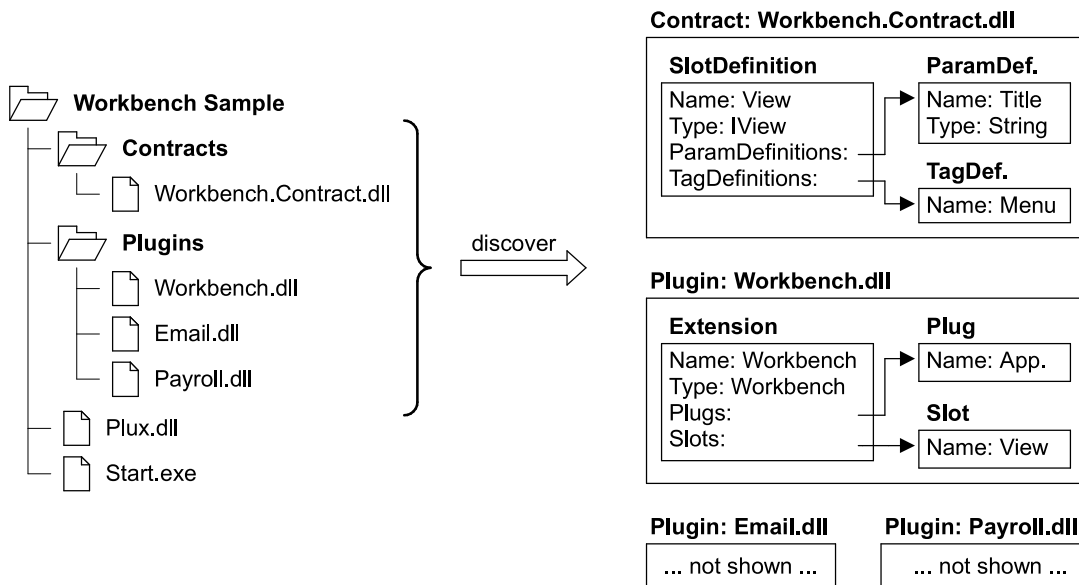 Workbench Sample
Contracts
Workbench.Contract.dll
Plugins
Workbench.dll
Email.dll
Payroll.dll
Plux.dll
Start.exe
discover
Contract: Workbench.Contract.dll
SlotDefinition
Name: View
Type: IView
ParamDefinitions:
TagDefinitions:
ParamDef.
Name: Title
Type: String
TagDef.
Name: Menu
Plugin: Workbench.dll
Extension
Name: Workbench
Type: Workbench
Plugs:
Slots:
Plug
Name: App.
Slot
Name: View
Plugin: Email.dll
... not shown ...
Plugin: Payroll.dll
... not shown ...